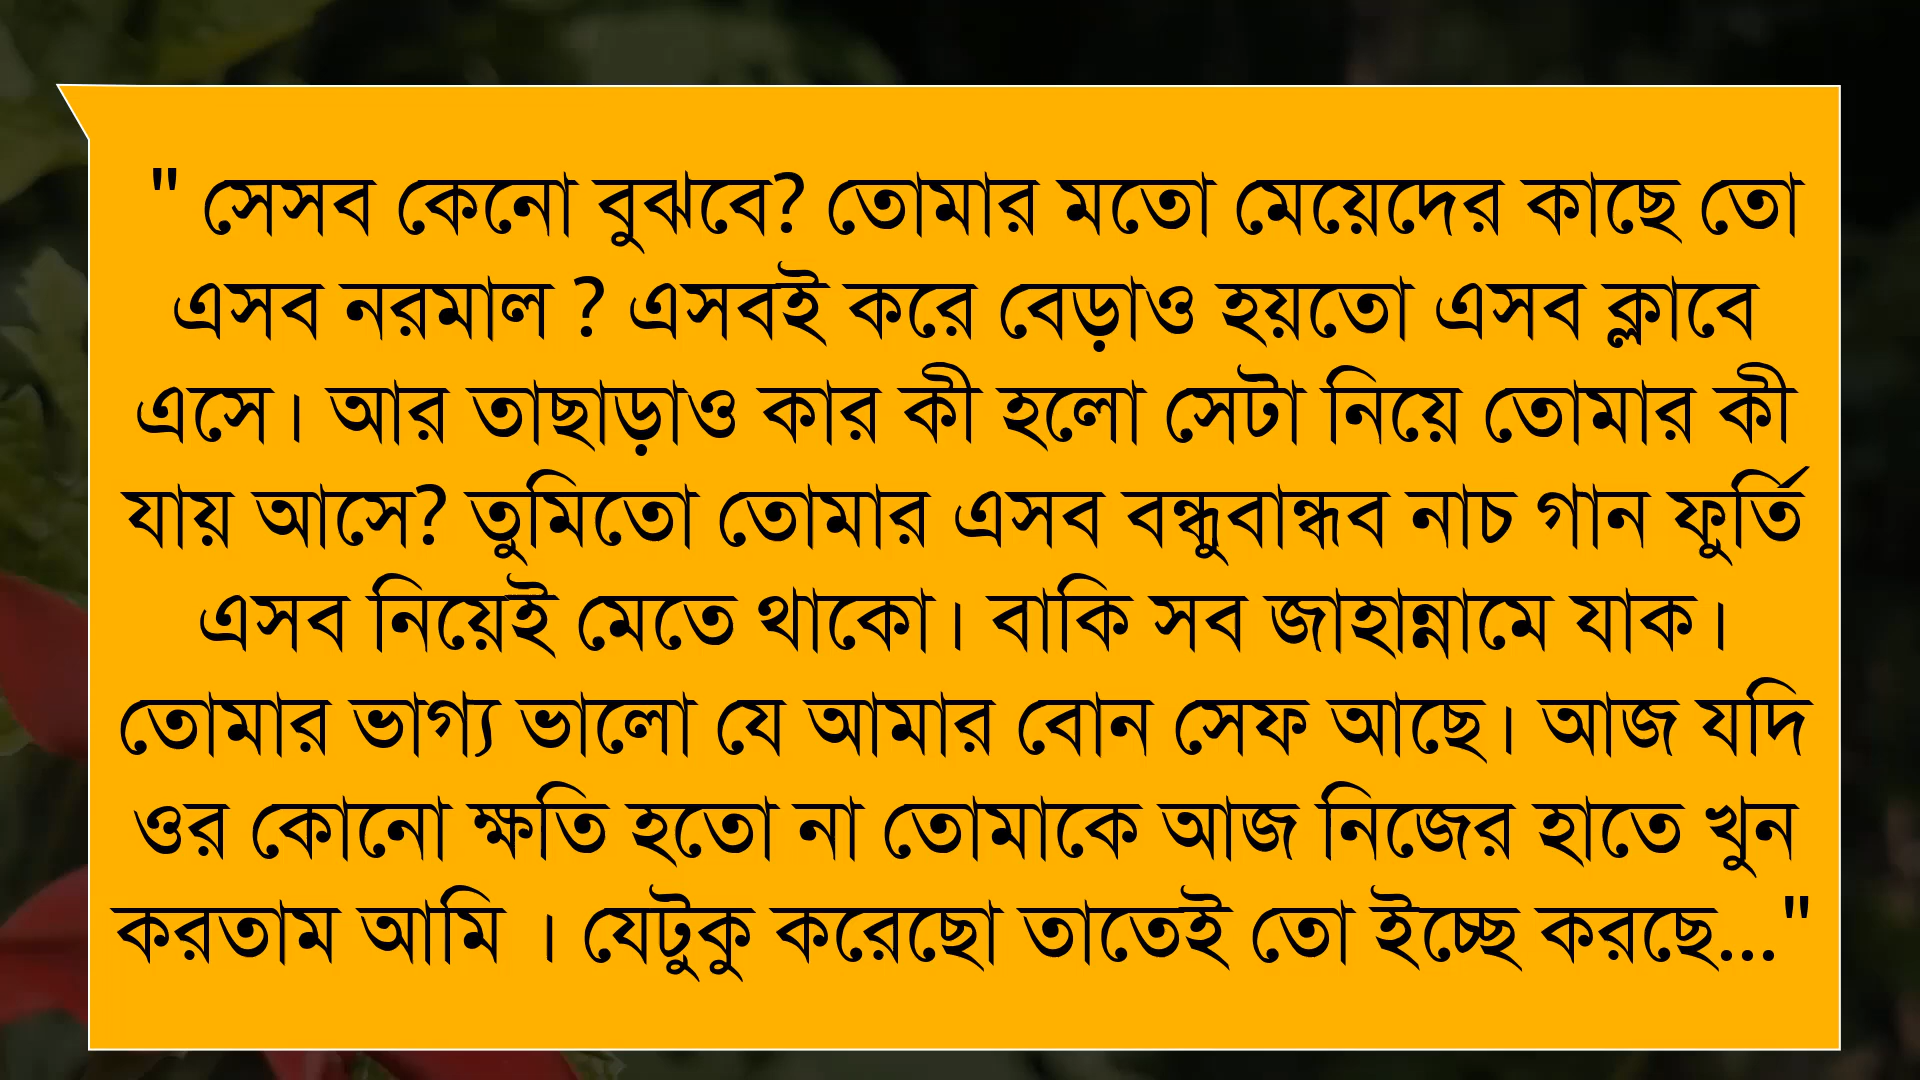 " সেসব কেনো বুঝবে? তোমার মতো মেয়েদের কাছে তো
এসব নরমাল ? এসবই করে বেড়াও হয়তো এসব ক্লাবে
এসে। আর তাছাড়াও কার কী হলো সেটা নিয়ে তোমার কী
যায় আসে? তুমিতো তোমার এসব বন্ধুবান্ধব নাচ গান ফুর্তি
এসব নিয়েই মেতে থাকো। বাকি সব জাহান্নামে যাক।
তোমার ভাগ্য ভালো যে আমার বোন সেফ আছে। আজ যদি
ওর কোনো ক্ষতি হতো না তোমাকে আজ নিজের হাতে খুন
করতাম আমি । যেটুকু করেছো তাতেই তো ইচ্ছে করছে..."